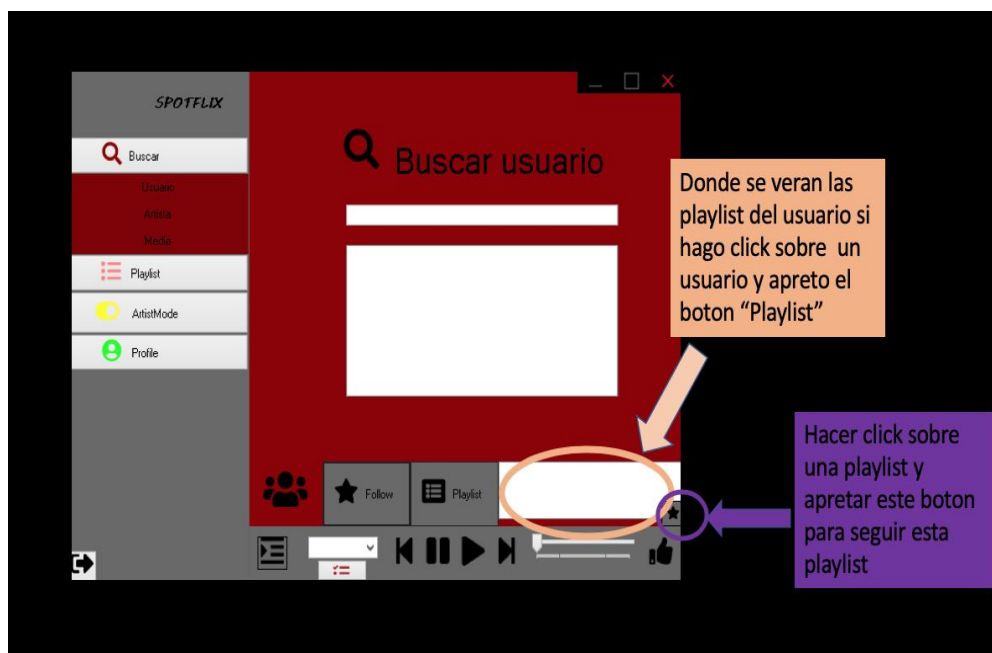 SPOTFLIX
Buscar
Usuario
Artista
Media
Playlist
ArtistMode
Profile
Buscar usuario
Follow
Playlist
Donde se veran las
playlist del usuario si
hago click sobre un
usuario y apreto el
boton “Playlist”
Hacer click sobre
una playlist y
apretar este boton
para seguir esta
playlist